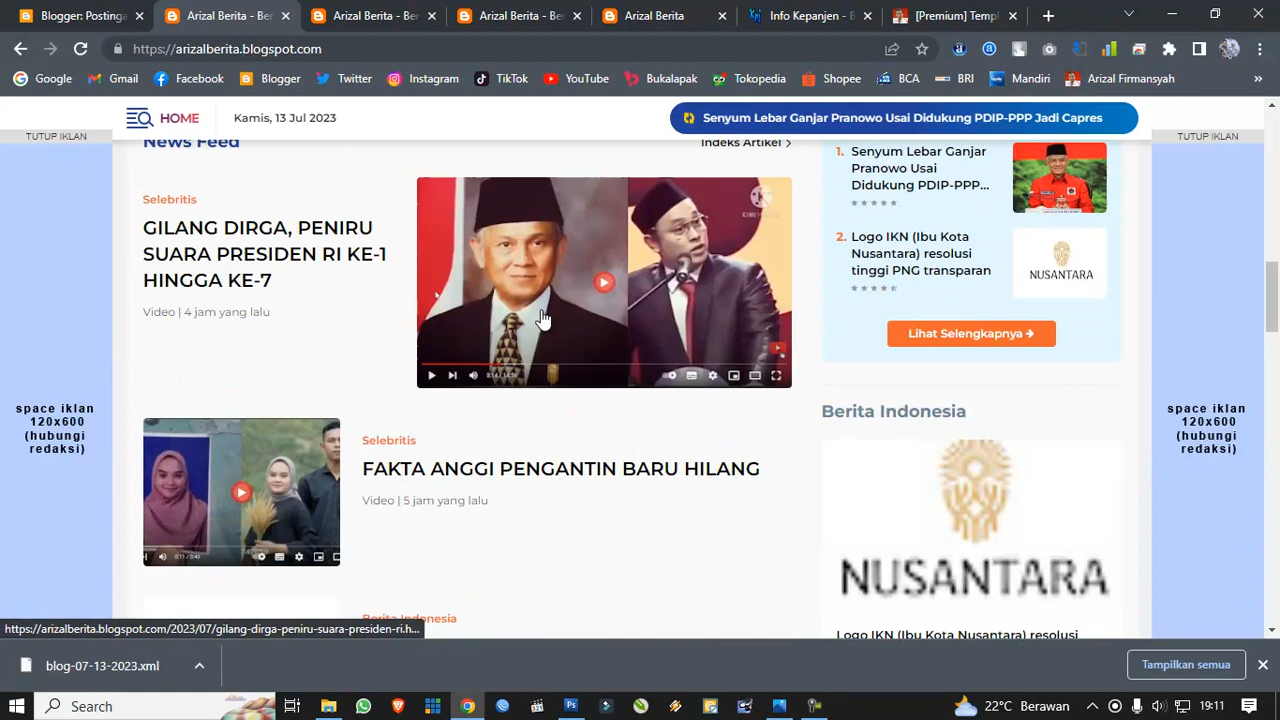 Blogger: Postinga
Arizal Berita - Be
Arizal Berita - Be
Arizal Berita - Be
Arizal Berita
Info Kepanjen - B
[Premium] Templ
https://arizalberita.blogspot.com
Google
Gmail
Facebook
Blogger
Twitter
Instagram
TikTok
YouTube
Bukalapak
Tokopedia
Shopee
BCA
BRI
Mandiri
Arizal Firmansyah
HOME
Kamis, 13 Jul 2023
Senyum Lebar Ganjar Pranowo Usai Didukung PDIP-PPP Jadi Capres
TUTUP IKLAN
TUTUP IKLAN
News Feed
Indeks Artikel
Selebritis
GILANG DIRGA, PENIRU
SUARA PRESIDEN RI KE-1
HINGGA KE-7
Video | 4 jam yang lalu
1. Senyum Lebar Ganjar
Pranowo Usai
Didukung PDIP-PPP...
2. Logo IKN (Ibu Kota
Nusantara) resolusi
tinggi PNG transparan
NUSANTARA
Lihat Selengkapnya
space iklan
120x600
(hubungi
redaksi)
space iklan
120x600
(hubungi
redaksi)
Berita Indonesia
NUSANTARA
Selebritis
FAKTA ANGGI PENGANTIN BARU HILANG
Video | 5 jam yang lalu
0:11 / 3:43
Berita Indonesia
Logo IKN (Ibu Kota Nusantara) resolusi
https://arizalberita.blogspot.com/2023/07/gilang-dirga-peniru-suara-presiden-ri.h...
blog-07-13-2023.xml
Tampilkan semua
Search
22°C Berawan
19:11